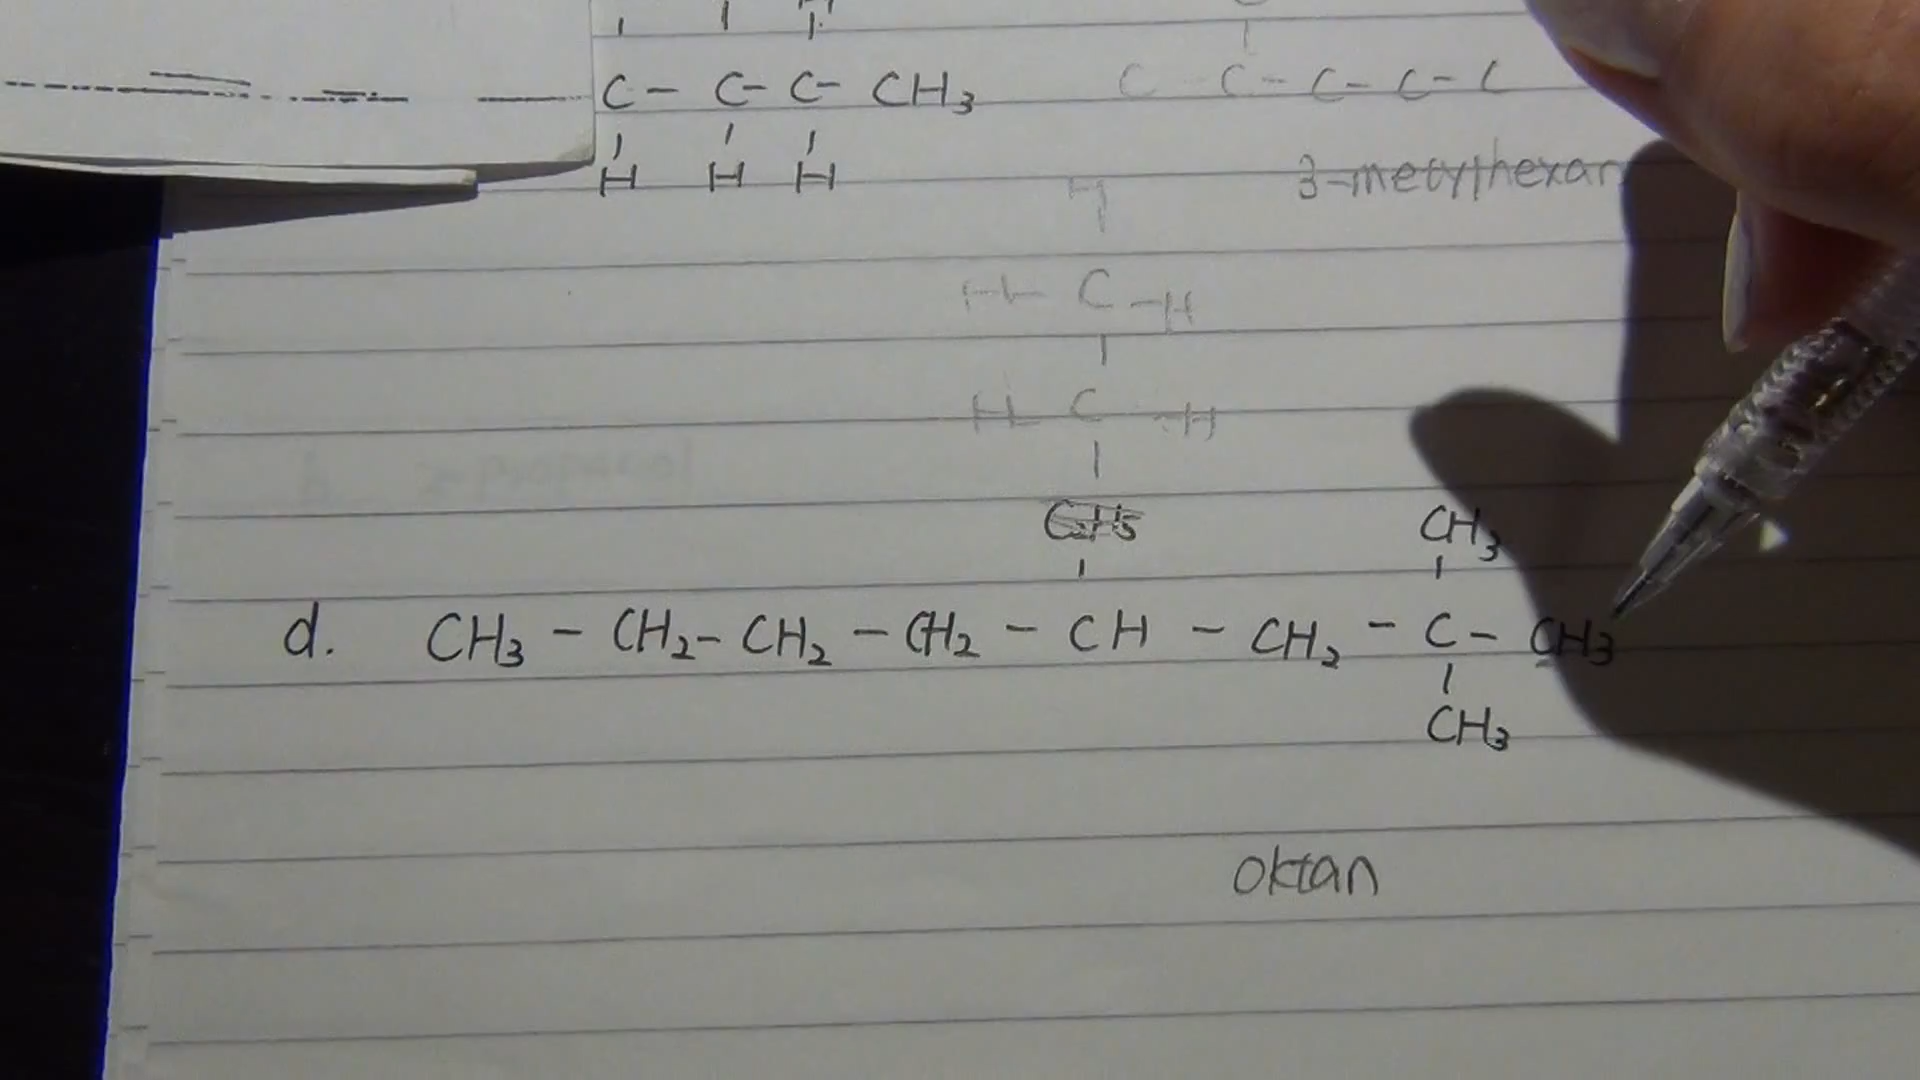 C - C - C - CH3
H H H
C - C - C - C - C
3-metylhexan
H
H - C - H
H C - H
C2H5 CH3
d. CH3 - CH2 - CH2 - CH2 - CH - CH2 - C - CH3
CH3
oktan